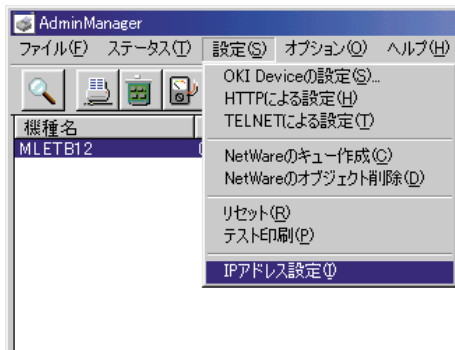 AdminManager
ファイル(F) ステータス(T) 設定(S) オプション(O) ヘルプ(H)
OKI Deviceの設定(S)...
HTTPによる設定(H)
TELNETによる設定(T)
NetWareのキュー作成(C)
NetWareのオブジェクト削除(D)
リセット(R)
テスト印刷(P)
IPアドレス設定(I)
機種名
MLETB12